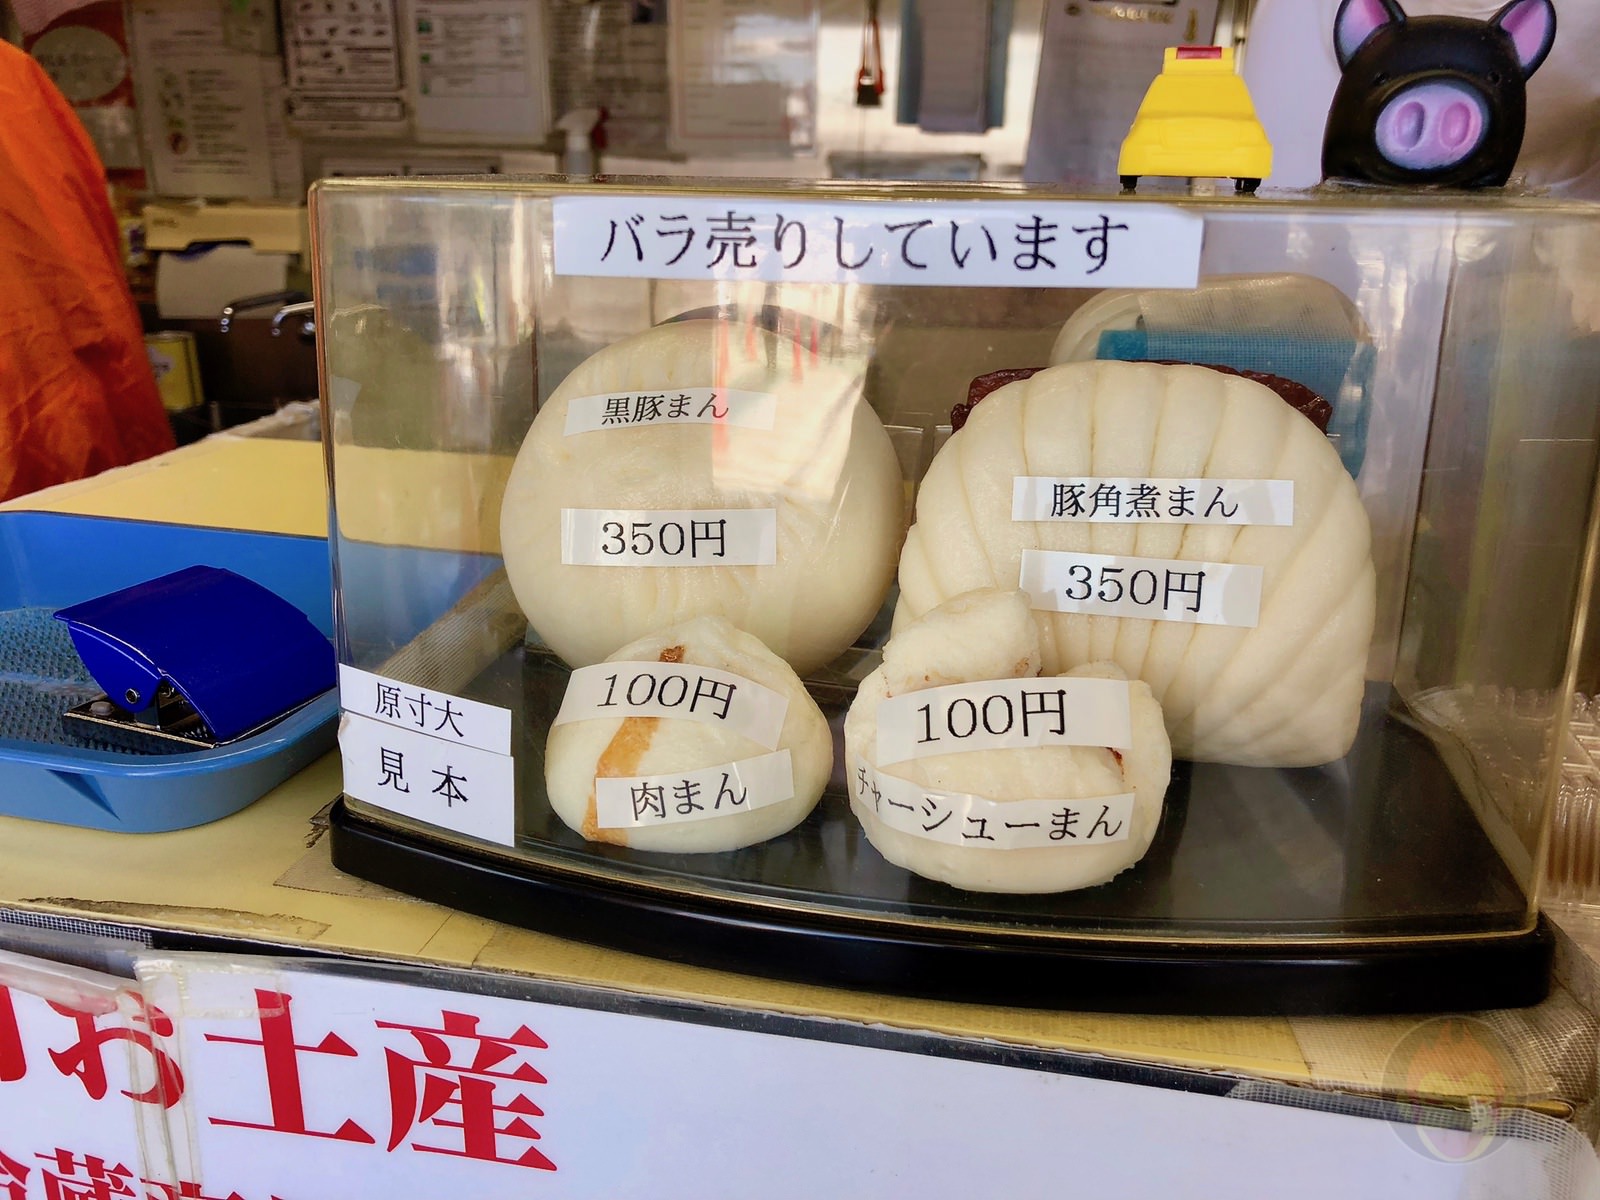 バラ売りしています
黒豚まん
350円
豚角煮まん
350円
100円
肉まん
100円
チャーシューまん
原寸大
見本
お土産